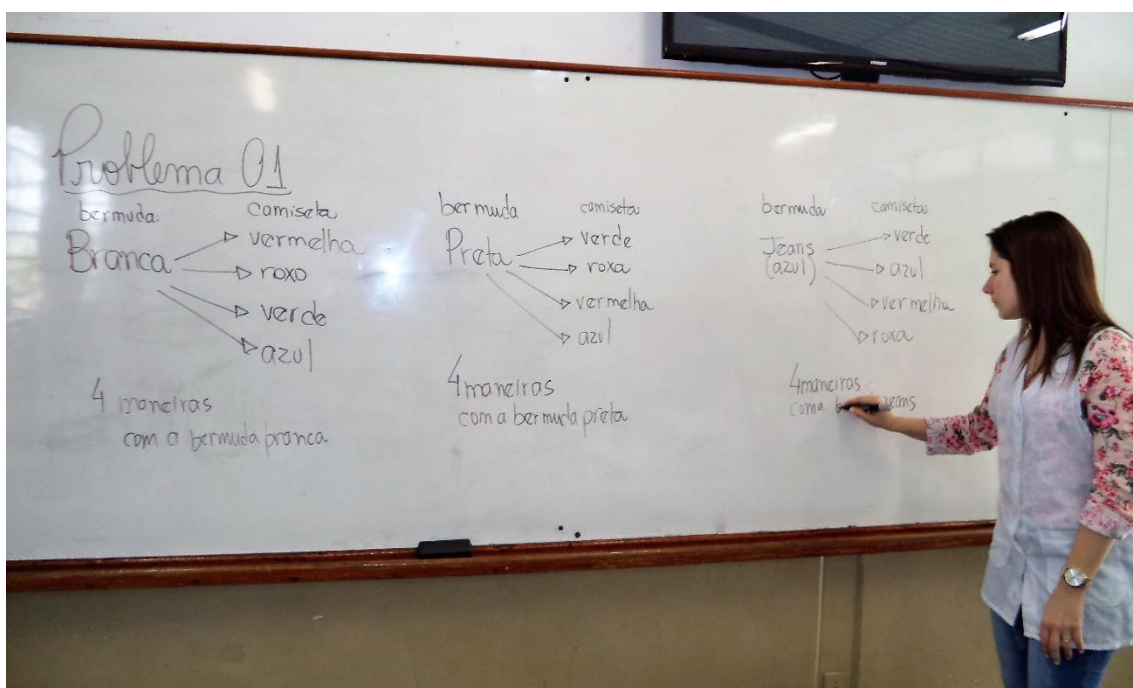 Problema 01
bermuda. camiseta
Branca vermelha
roxo
verde
azul
4 maneiras
com a bermuda branca
bermuda camiseta
Preta verde
roxa
vermelha
azul
4 maneiras
com a bermuda preta
bermuda camiseta
Jeans verde
(azul) azul
vermelha
roxa
4 maneiras
com a jeans